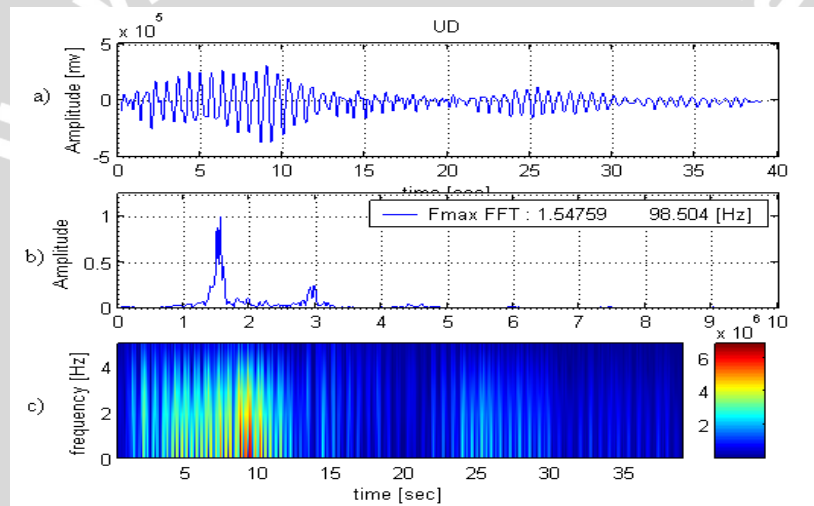 UD
x 10^5
a)
Amplitude [mv]
5
0
-5
0 5 10 15 20 25 30 35 40
time [sec]
b)
Amplitude
1
0.5
0
Fmax FFT : 1.54759 98.504 [Hz]
0 1 2 3 4 5 6 7 8 9 10
c)
frequency [Hz]
4
2
0
5 10 15 20 25 30 35
time [sec]
x 10^6
6
4
2